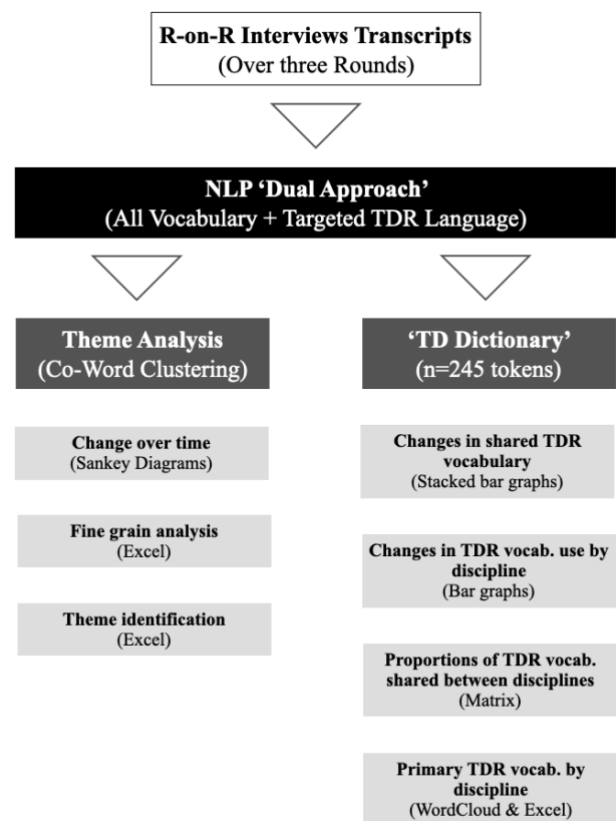 R-on-R Interviews Transcripts
(Over three Rounds)
NLP ‘Dual Approach’
(All Vocabulary + Targeted TDR Language)
Theme Analysis
(Co-Word Clustering)
Change over time
(Sankey Diagrams)
Fine grain analysis
(Excel)
Theme identification
(Excel)
‘TD Dictionary’
(n=245 tokens)
Changes in shared TDR
vocabulary
(Stacked bar graphs)
Changes in TDR vocab. use by
discipline
(Bar graphs)
Proportions of TDR vocab.
shared between disciplines
(Matrix)
Primary TDR vocab. by
discipline
(WordCloud & Excel)